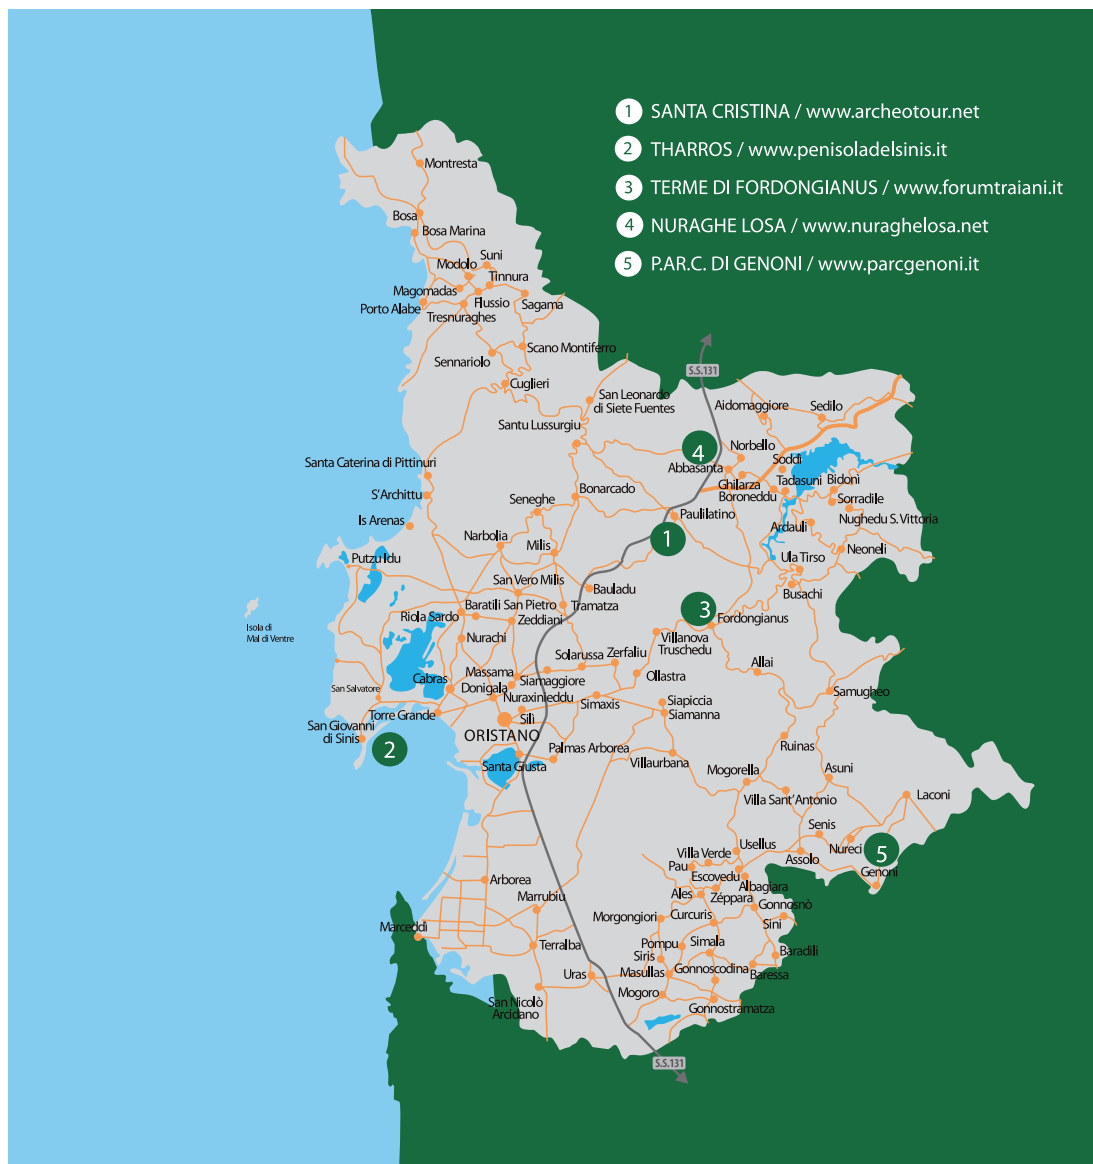 1 SANTA CRISTINA / www.archeotour.net
2 THARROS / www.penisoladelsinis.it
3 TERME DI FORDONGIANUS / www.forumtraiani.it
4 NURAGHE LOSA / www.nuraghelosa.net
5 P.AR.C. DI GENONI / www.parcgenoni.it
Montresta
Bosa
Bosa Marina
Suni
Modolo
Tinnura
Magomadas
Flussio
Sagama
Porto Alabe
Tresnuraghes
Scano Montiferro
Sennariolo
Cuglieri
S.S.131
San Leonardo
di Siete Fuentes
Aidomaggiore
Sedilo
Santu Lussurgiu
4
Norbello
Abbasanta
Soddì
Santa Caterina di Pittinuri
Ghilarza
Tadasuni
Bidonì
Boroneddu
S'Archittu
Bonarcado
Seneghe
Sorradile
Is Arenas
Paulilatino
Nughedu S. Vittoria
Ardauli
Narbolia
1
Milis
Neoneli
Putzu Idu
Ula Tirso
San Vero Milis
Bauladu
Busachi
Baratili San Pietro
Tramatza
3
Riola Sardo
Zeddiani
Fordongianus
Isola di
Mal di Ventre
Nurachi
Villanova
Truschedu
Solarussa
Zerfaliu
Allai
Massama
Siamaggiore
Ollastra
Cabras
Donigala
San Salvatore
Nuraxinieddu
Simaxis
Siapiccia
Siamanna
Samugheo
Torre Grande
Silì
San Giovanni
di Sinis
ORISTANO
2
Palmas Arborea
Ruinas
Santa Giusta
Villaurbana
Mogorella
Asuni
Villa Sant'Antonio
Laconi
Senis
Usellus
Nureci
5
Villa Verde
Assolo
Pau
Escovedu
Genoni
Arborea
Albagiara
Ales
Zéppara
Marrubiu
Gonnosnò
Morgongiori
Curcuris
Sini
Marceddì
Terralba
Pompu
Simala
Baradili
Siris
Uras
Masullas
Gonnoscodina
Baressa
Mogoro
San Nicolò
Arcidano
Gonnostramatza
S.S.131